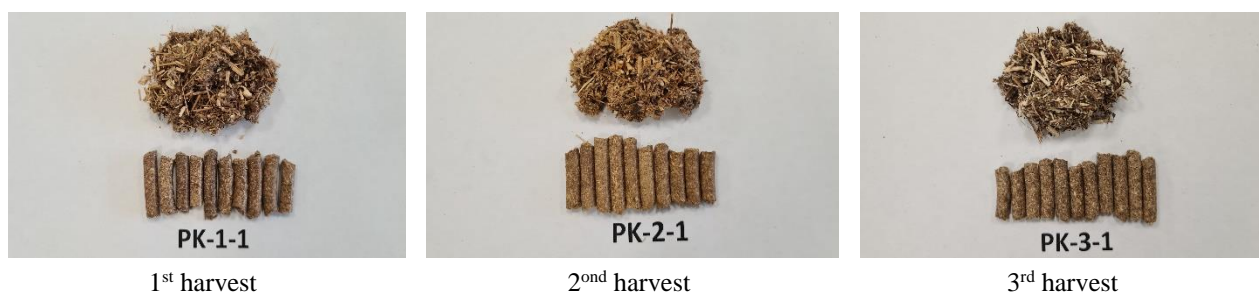 PK-1-1
PK-2-1
PK-3-1
1st harvest
2ond harvest
3rd harvest